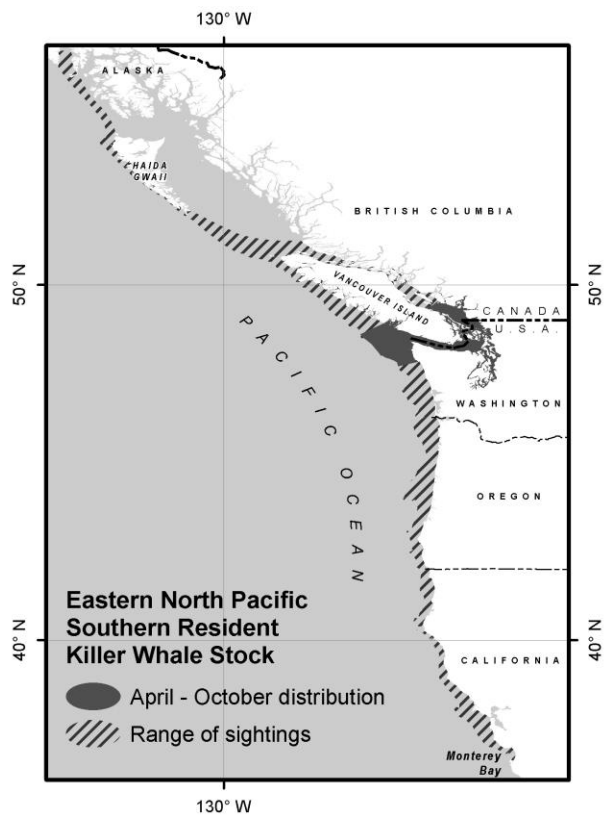 130° W
ALASKA
HAIDA
GWAII
BRITISH COLUMBIA
50° N
50° N
VANCOUVER ISLAND
CANADA
U.S.A.
PACIFIC OCEAN
WASHINGTON
OREGON
Eastern North Pacific
Southern Resident
Killer Whale Stock
40° N
40° N
CALIFORNIA
April - October distribution
Range of sightings
Monterey
Bay
130° W